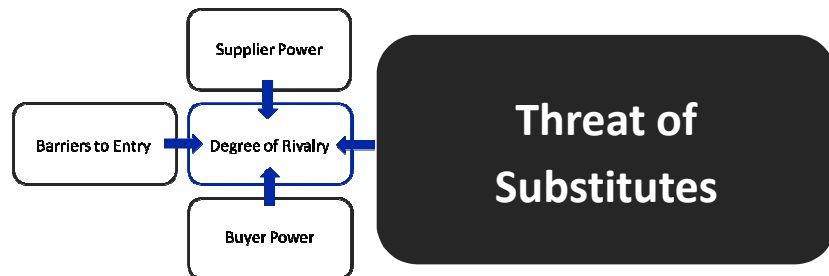 Supplier Power
Barriers to Entry
Degree of Rivalry
Threat of
Substitutes
Buyer Power